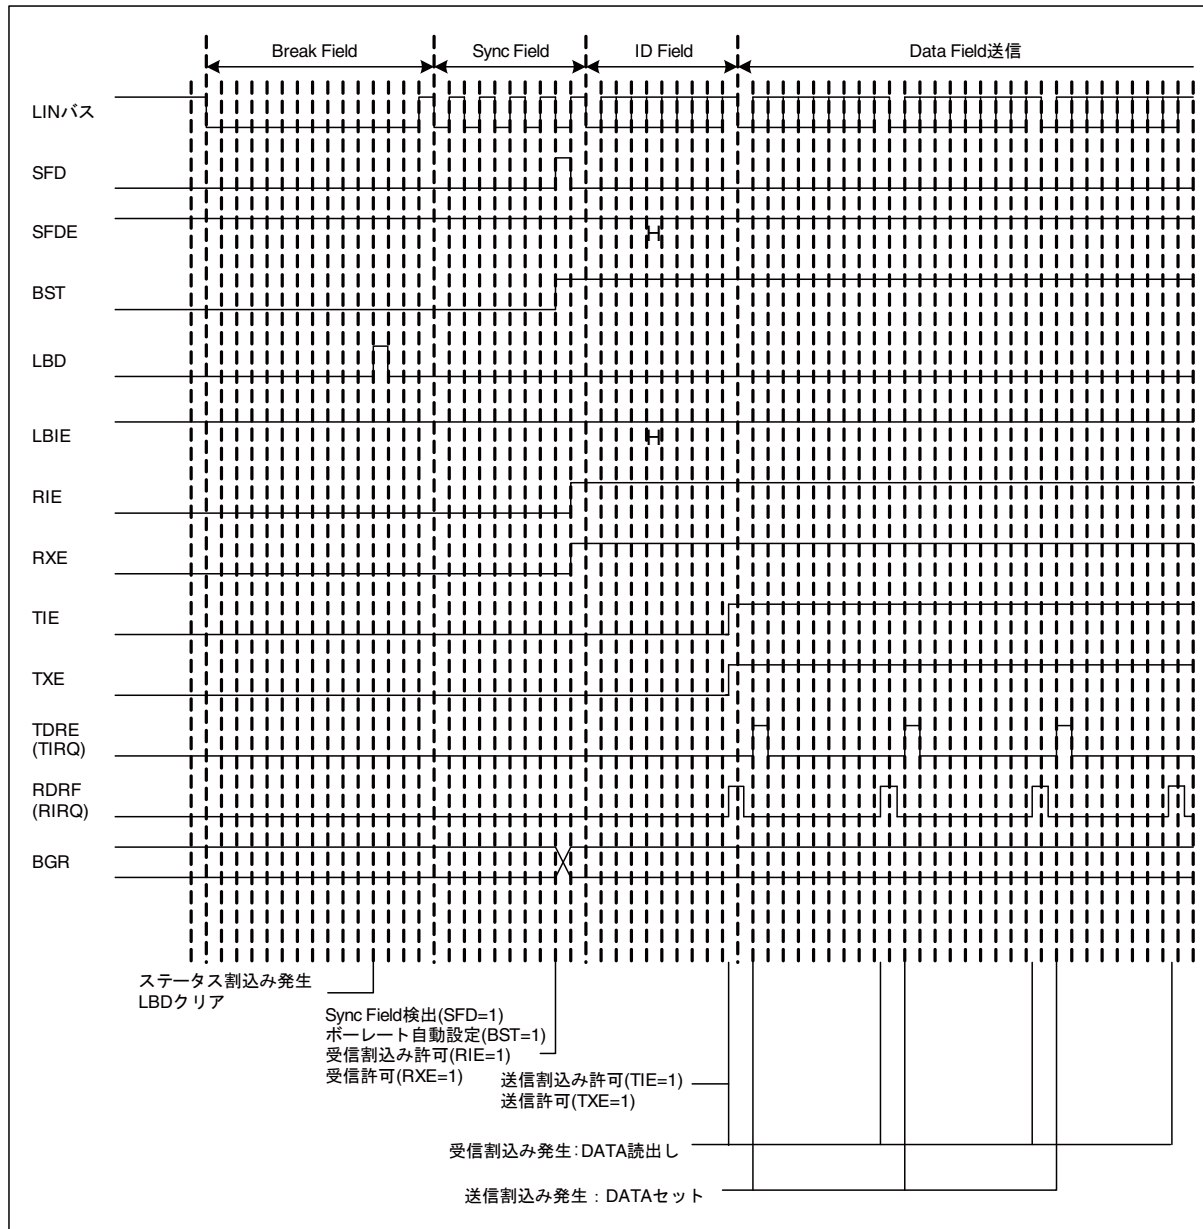 Break Field
Sync Field
ID Field
Data Field送信
LINバス
SFD
SFDE
H
BST
LBD
LBIE
H
RIE
RXE
TIE
TXE
TDRE
(TIRQ)
RDRF
(RIRQ)
BGR
ステータス割込み発生
LBDクリア
Sync Field検出(SFD=1)
ボーレート自動設定(BST=1)
受信割込み許可(RIE=1)
受信許可(RXE=1)
送信割込み許可(TIE=1)
送信許可(TXE=1)
受信割込み発生:DATA読出し
送信割込み発生:DATAセット